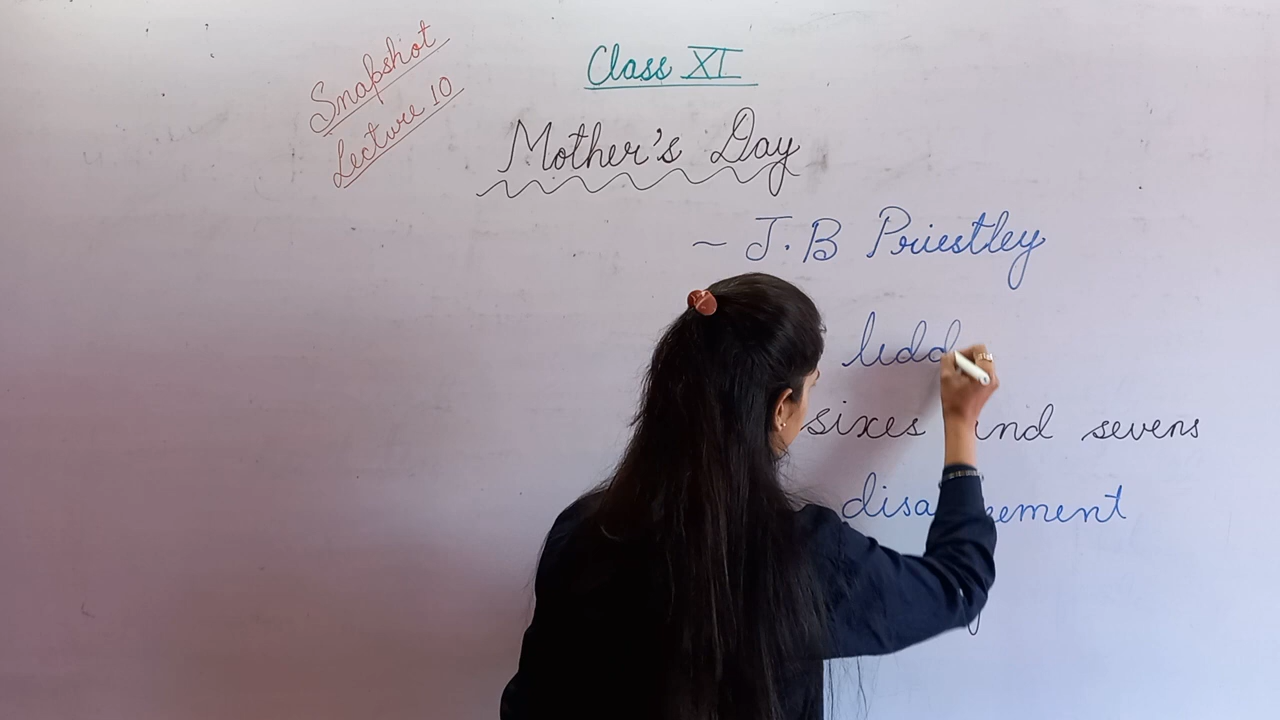 Snapshot
Lecture 10
Class XI
Mother's Day
~ J.B Priestley
sixes and sevens